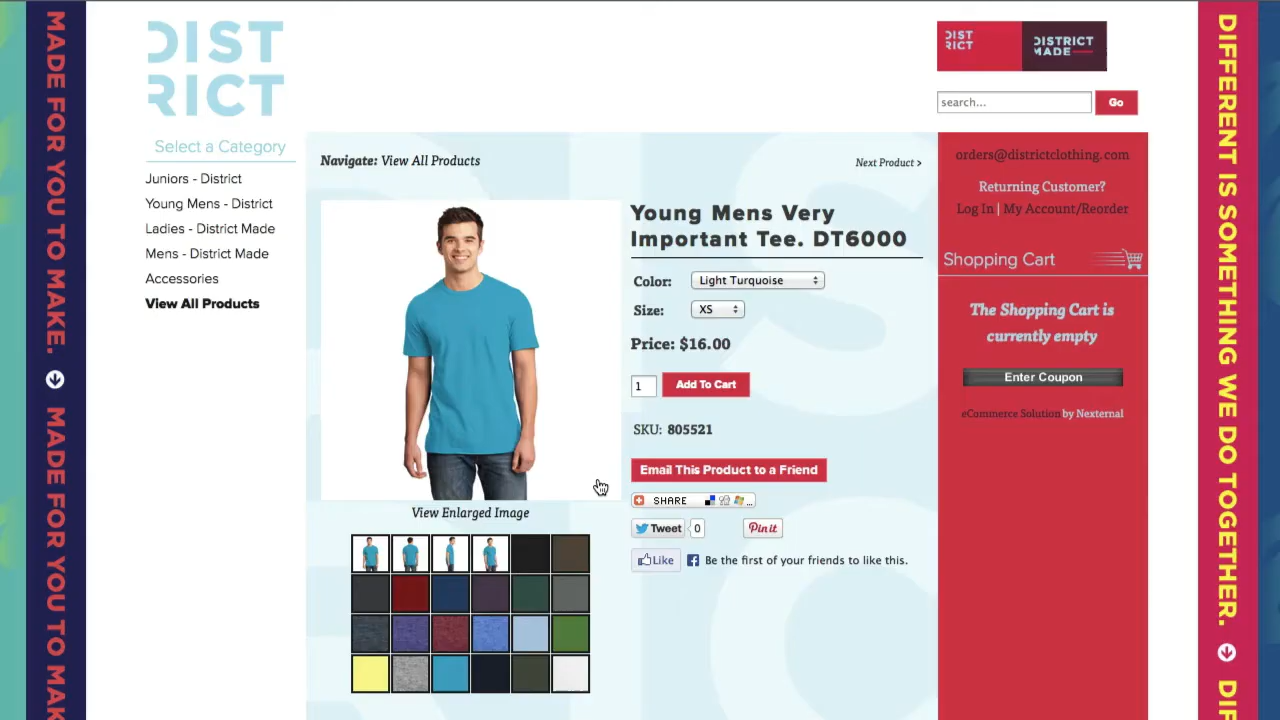 MADE FOR YOU TO MAKE.
MADE FOR YOU TO MAK
DIST
RICT
Select a Category
Juniors - District
Young Mens - District
Ladies - District Made
Mens - District Made
Accessories
View All Products
Navigate: View All Products
Next Product >
View Enlarged Image
Young Mens Very
Important Tee. DT6000
Color: Light Turquoise
Size: XS
Price: $16.00
1 Add To Cart
SKU: 805521
Email This Product to a Friend
SHARE ...
Tweet 0 Pin it
Like Be the first of your friends to like this.
DIST
RICT
DISTRICT
MADE
search... Go
orders@districtclothing.com
Returning Customer?
Log In | My Account/Reorder
Shopping Cart
The Shopping Cart is
currently empty
Enter Coupon
eCommerce Solution by Nexternal
DIFFERENT IS SOMETHING WE DO TOGETHER.
DIF